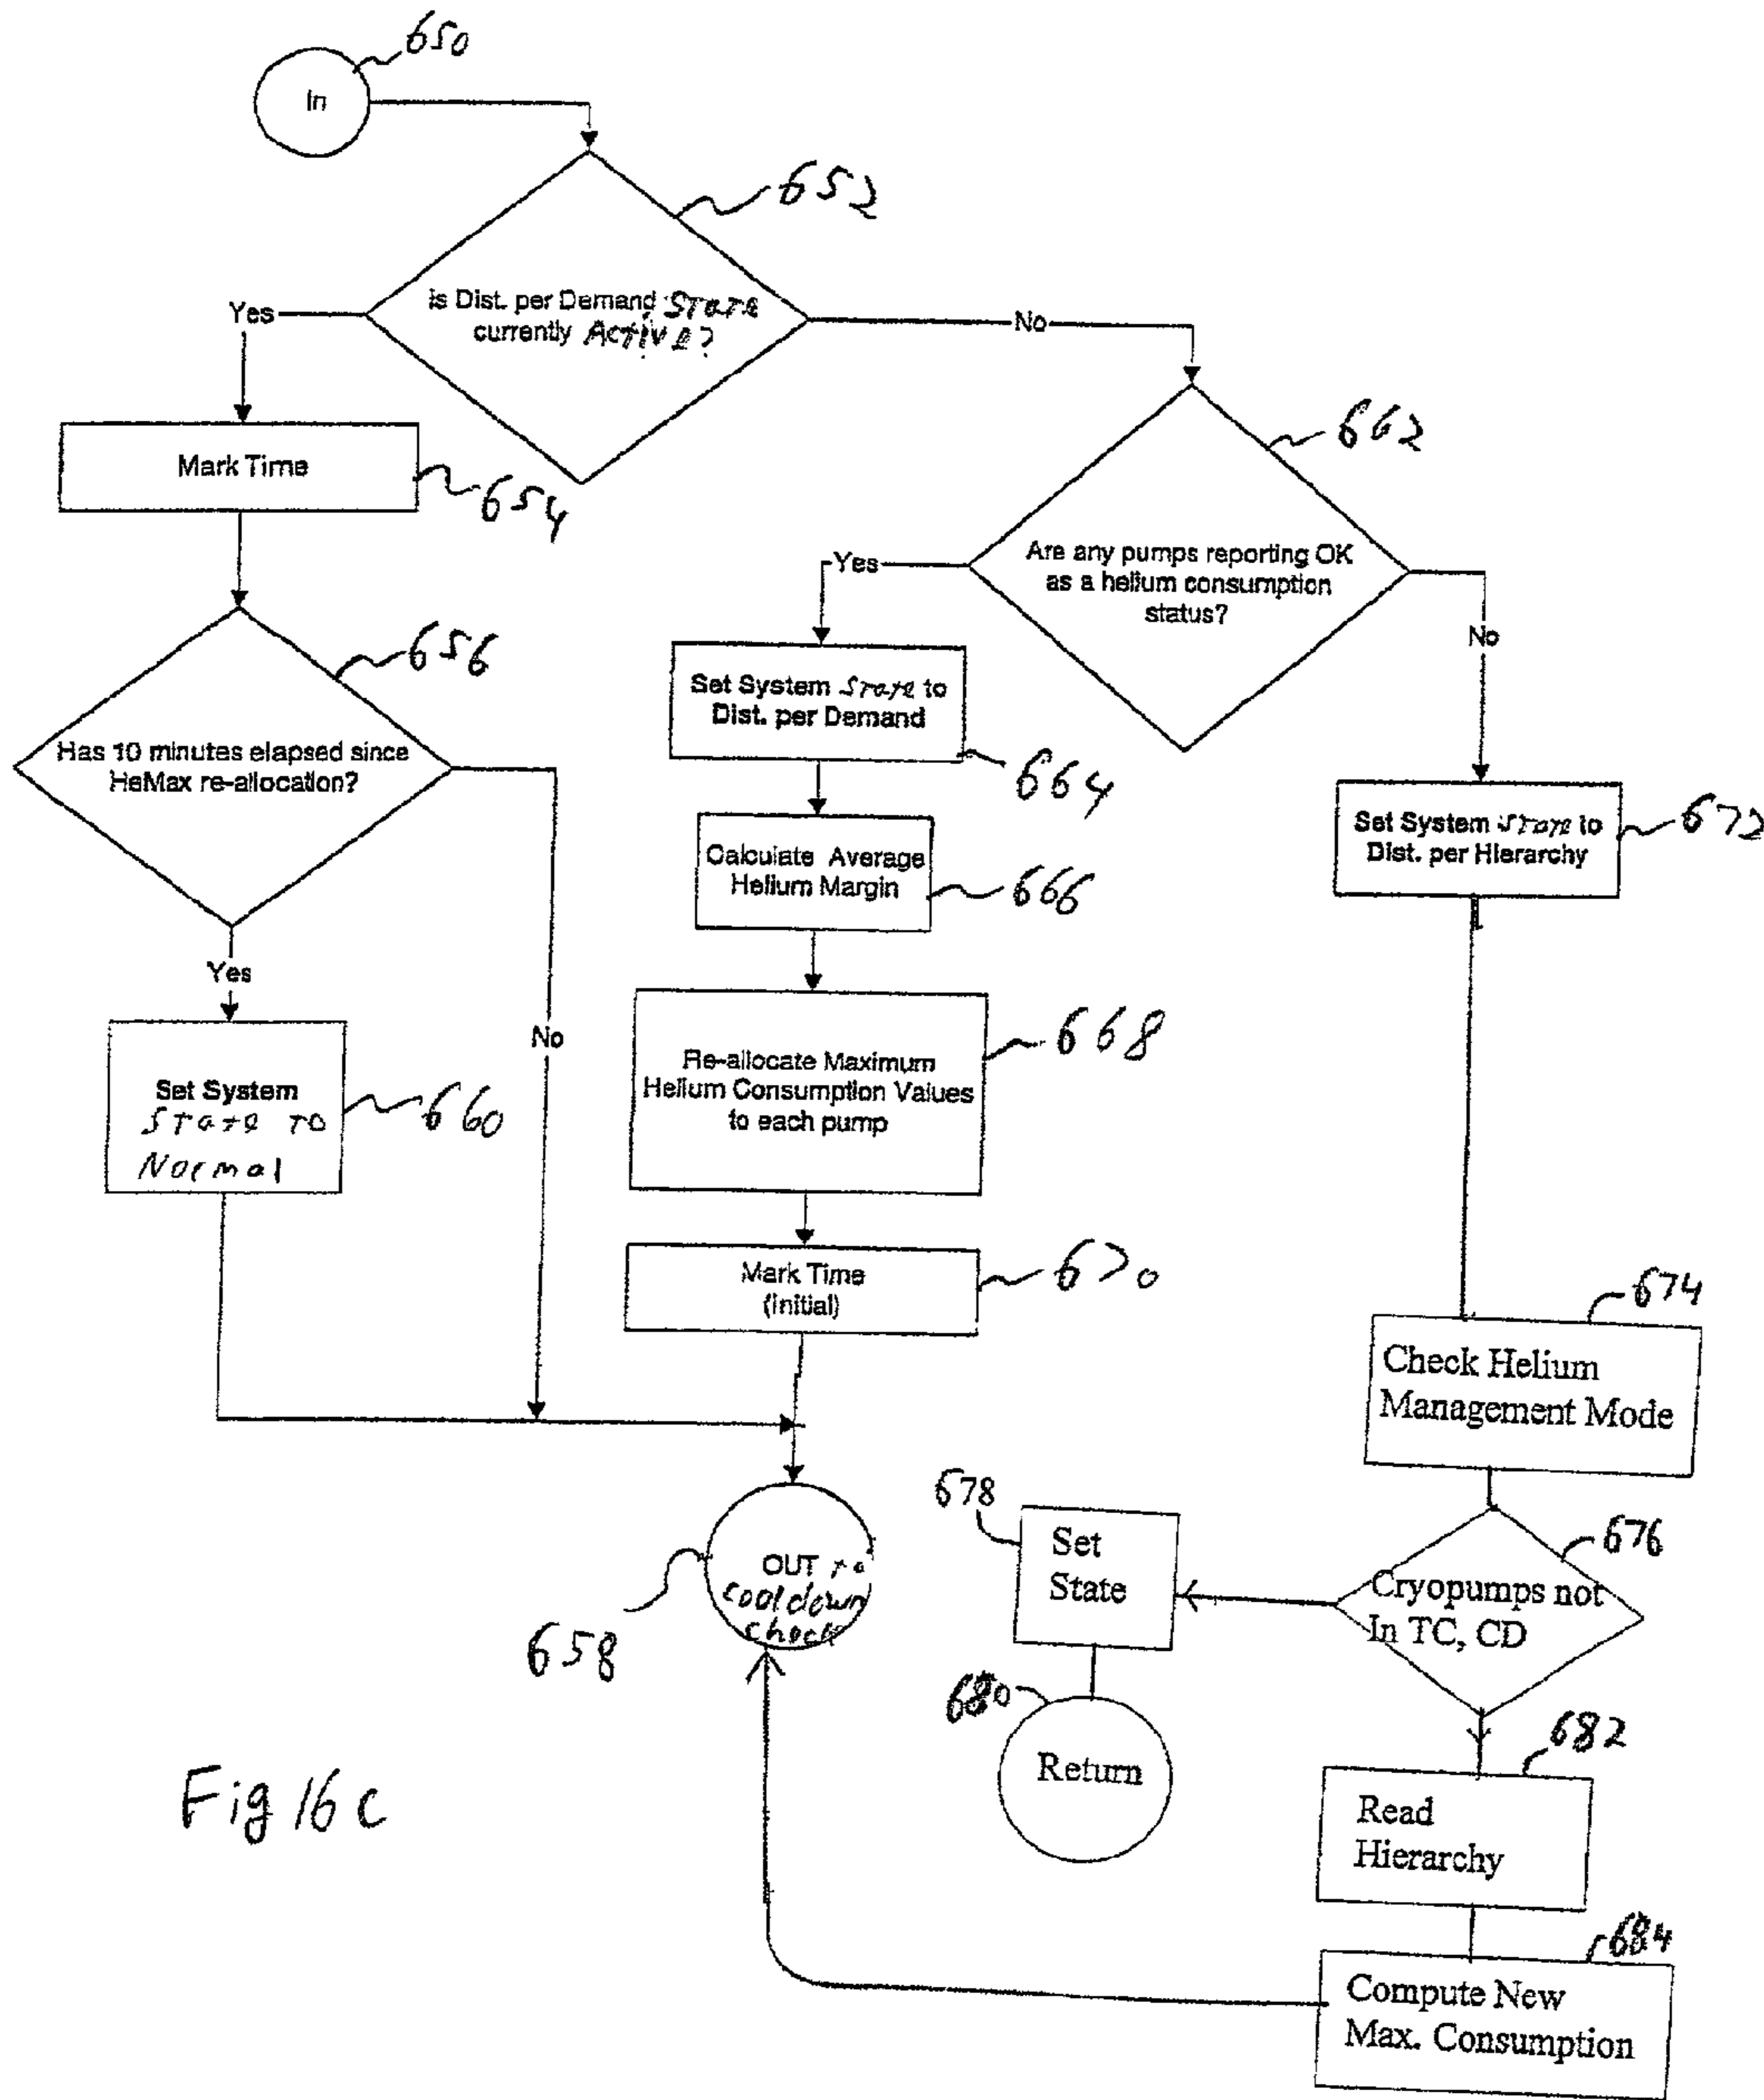 650
In
652
is Dist. per Demand State
currently Active?
Yes
No
Mark Time
654
662
Are any pumps reporting OK
as a helium consumption
status?
Yes
No
656
Has 10 minutes elapsed since
HeMax re-allocation?
Yes
No
Set System State to
Dist. per Demand
664
Set System State to
Dist. per Hierarchy
672
Calculate Average
Helium Margin
666
Set System
State to
Normal
660
Re-allocate Maximum
Helium Consumption Values
to each pump
668
Mark Time
(initial)
670
674
Check Helium
Management Mode
678
Set
State
676
Cryopumps not
In TC, CD
OUT to
cooldown
check
658
680
Return
682
Read
Hierarchy
684
Compute New
Max. Consumption
Fig 16c